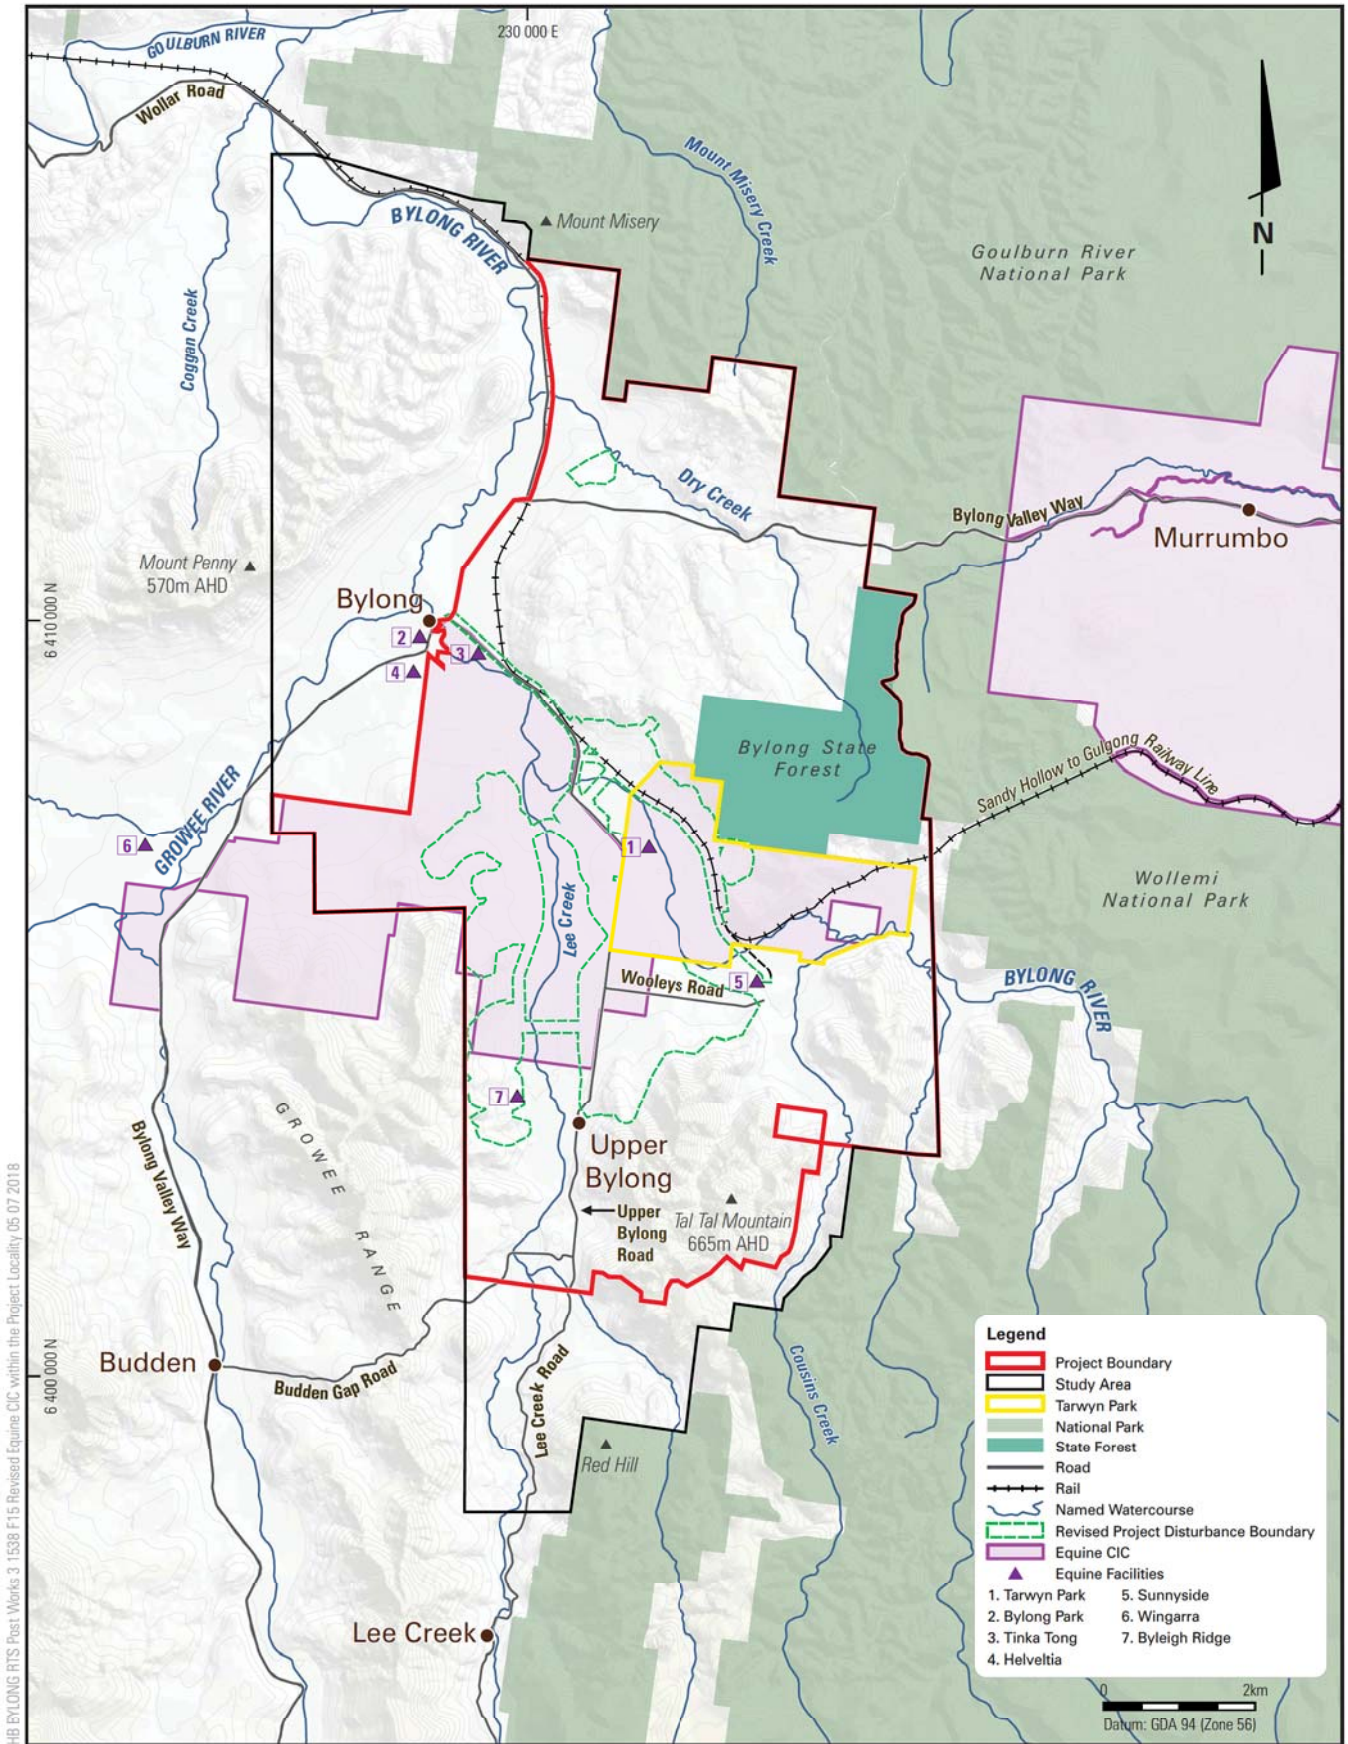 230 000 E
GOULBURN RIVER
Wollar Road
Mount Misery Creek
BYLONG RIVER
Mount Misery
N
Goulburn River
National Park
Coggan Creek
Dry Creek
Bylong Valley Way
Murrumbo
Mount Penny
570m AHD
Bylong
6 410 000 N
2
3
4
Bylong State
Forest
Sandy Hollow to Gulgong Railway Line
GROWEE RIVER
6
1
Wollemi
National Park
Lee Creek
Wooleys Road
5
BYLONG RIVER
7
GROWEE RANGE
Bylong Valley Way
Upper
Bylong
Upper
Bylong
Road
Tal Tal Mountain
665m AHD
6 400 000 N
Budden
Budden Gap Road
Lee Creek Road
Cousins Creek
Red Hill
Lee Creek
Legend
Project Boundary
Study Area
Tarwyn Park
National Park
State Forest
Road
Rail
Named Watercourse
Revised Project Disturbance Boundary
Equine CIC
Equine Facilities
1. Tarwyn Park 5. Sunnyside
2. Bylong Park 6. Wingarra
3. Tinka Tong 7. Byleigh Ridge
4. Helveltia
0 2km
Datum: GDA 94 (Zone 56)
HB BYLONG RTS Post Works 3 1538 F15 Revised Equine CIC within the Project Locality 05 07 2018